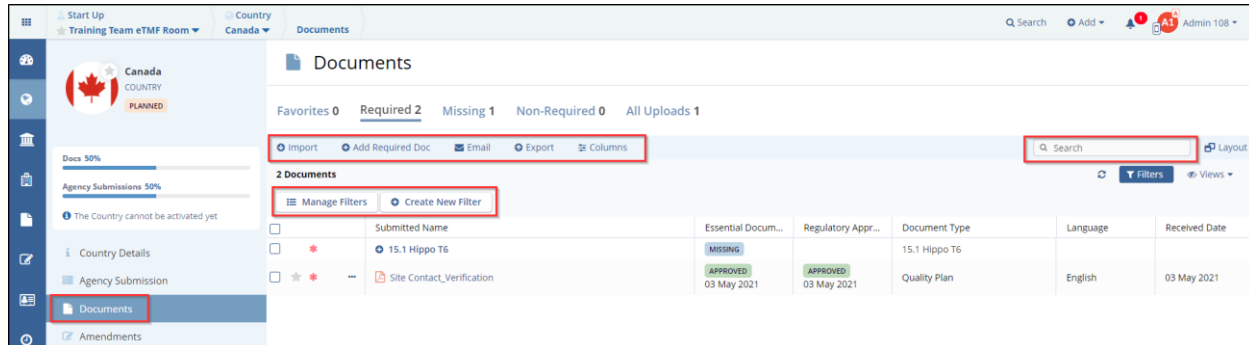 Start Up
Training Team eTMF Room
Country
Canada
Documents
Search
Add
1
A
A1
Admin 108
Canada
COUNTRY
PLANNED
Docs 50%
Agency Submissions 50%
The Country cannot be activated yet
Country Details
Agency Submission
Documents
Amendments
Documents
Favorites 0 Required 2 Missing 1 Non-Required 0 All Uploads 1
Import Add Required Doc Email Export Columns Search Layout
2 Documents Filters Views
Manage Filters Create New Filter
Submitted Name Essential Docum... Regulatory Appr... Document Type Language Received Date
15.1 Hippo T6 MISSING 15.1 Hippo T6
Site Contact_Verification APPROVED 03 May 2021 APPROVED 03 May 2021 Quality Plan English 03 May 2021